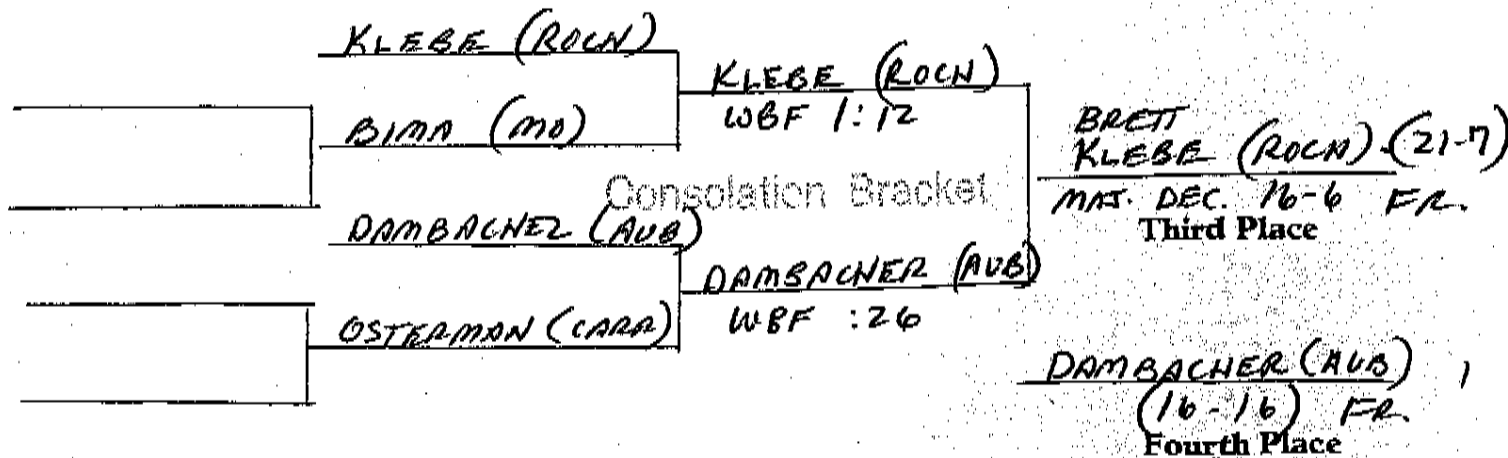 KLEBE (ROCH)
BIMA (MO)
DAMBACHER (AUB)
OSTERMAN (CARR)
KLEBE (ROCH)
WBF 1:12
Consolation Bracket
DAMBACHER (AUB)
WBF :26
BRETT
KLEBE (ROCH) (21-7)
MAJ. DEC. 16-6 FR.
Third Place
DAMBACHER (AUB)
(16-16) FR.
Fourth Place